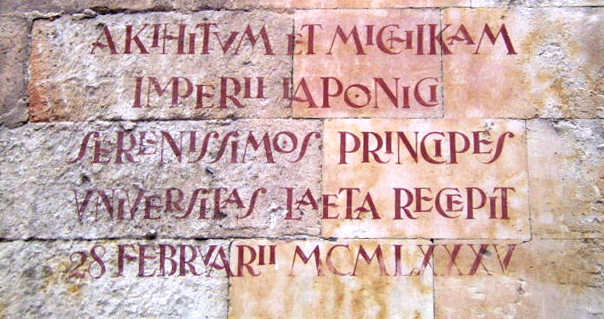 AKIHITVM ET MICHIKAM
IMPERII IAPONICI
SERENISSIMOS PRINCIPES
VNIVERSITAS LAETA RECEPIT
28 FEBRVARII MCMLXXXV